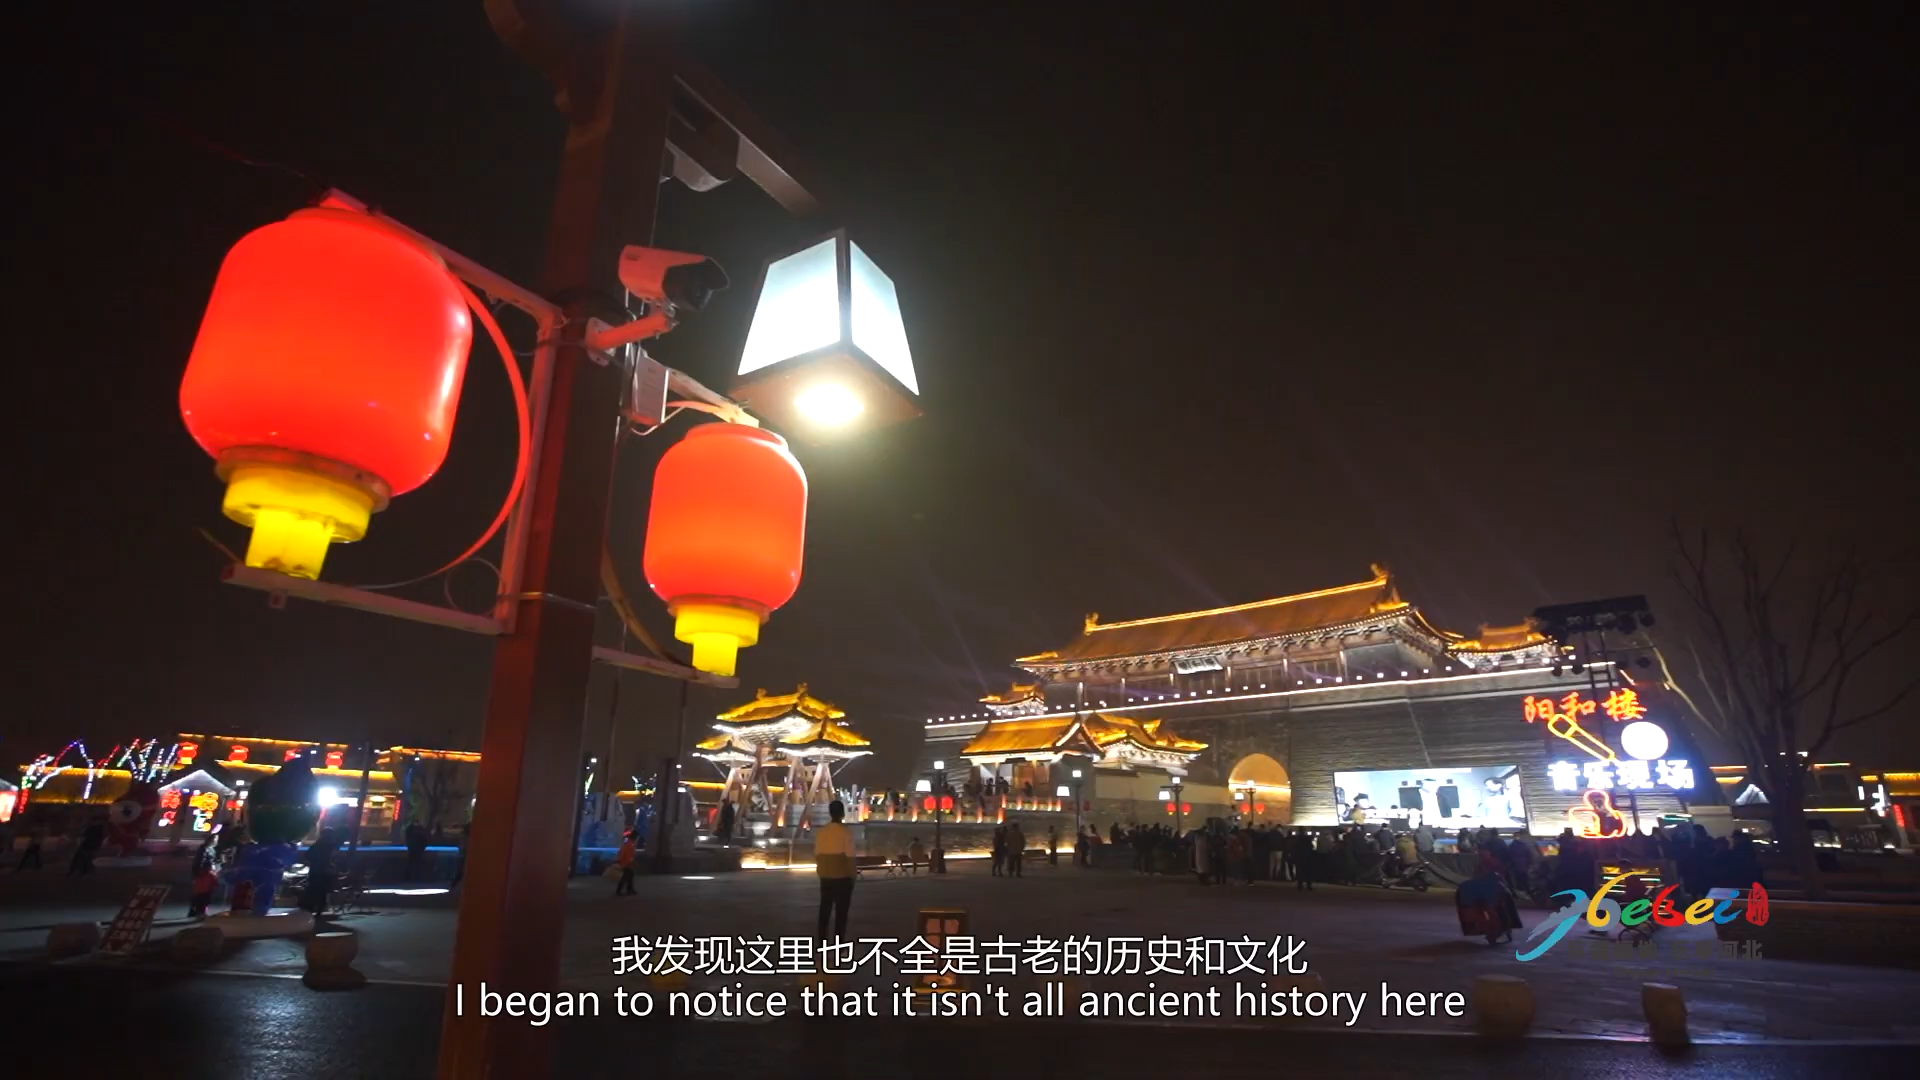 阳和楼
音乐现场
Hebei
我发现这里也不全是古老的历史和文化
I began to notice that it isn't all ancient history here